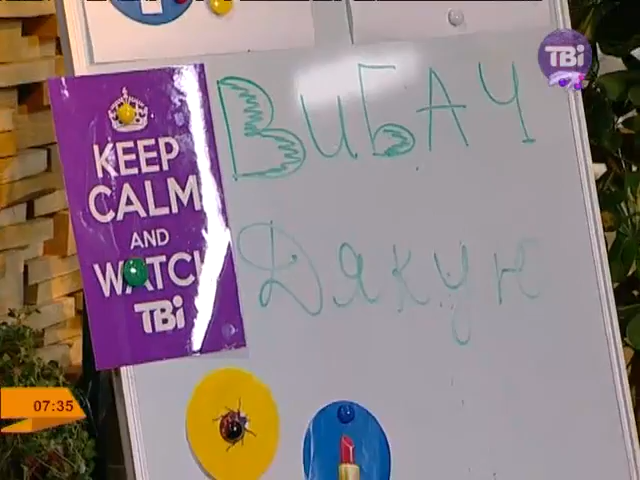 ТВі
ВибАЧ
KEEP
CALM
AND
WATCH
ТВі
Дякую
07:35